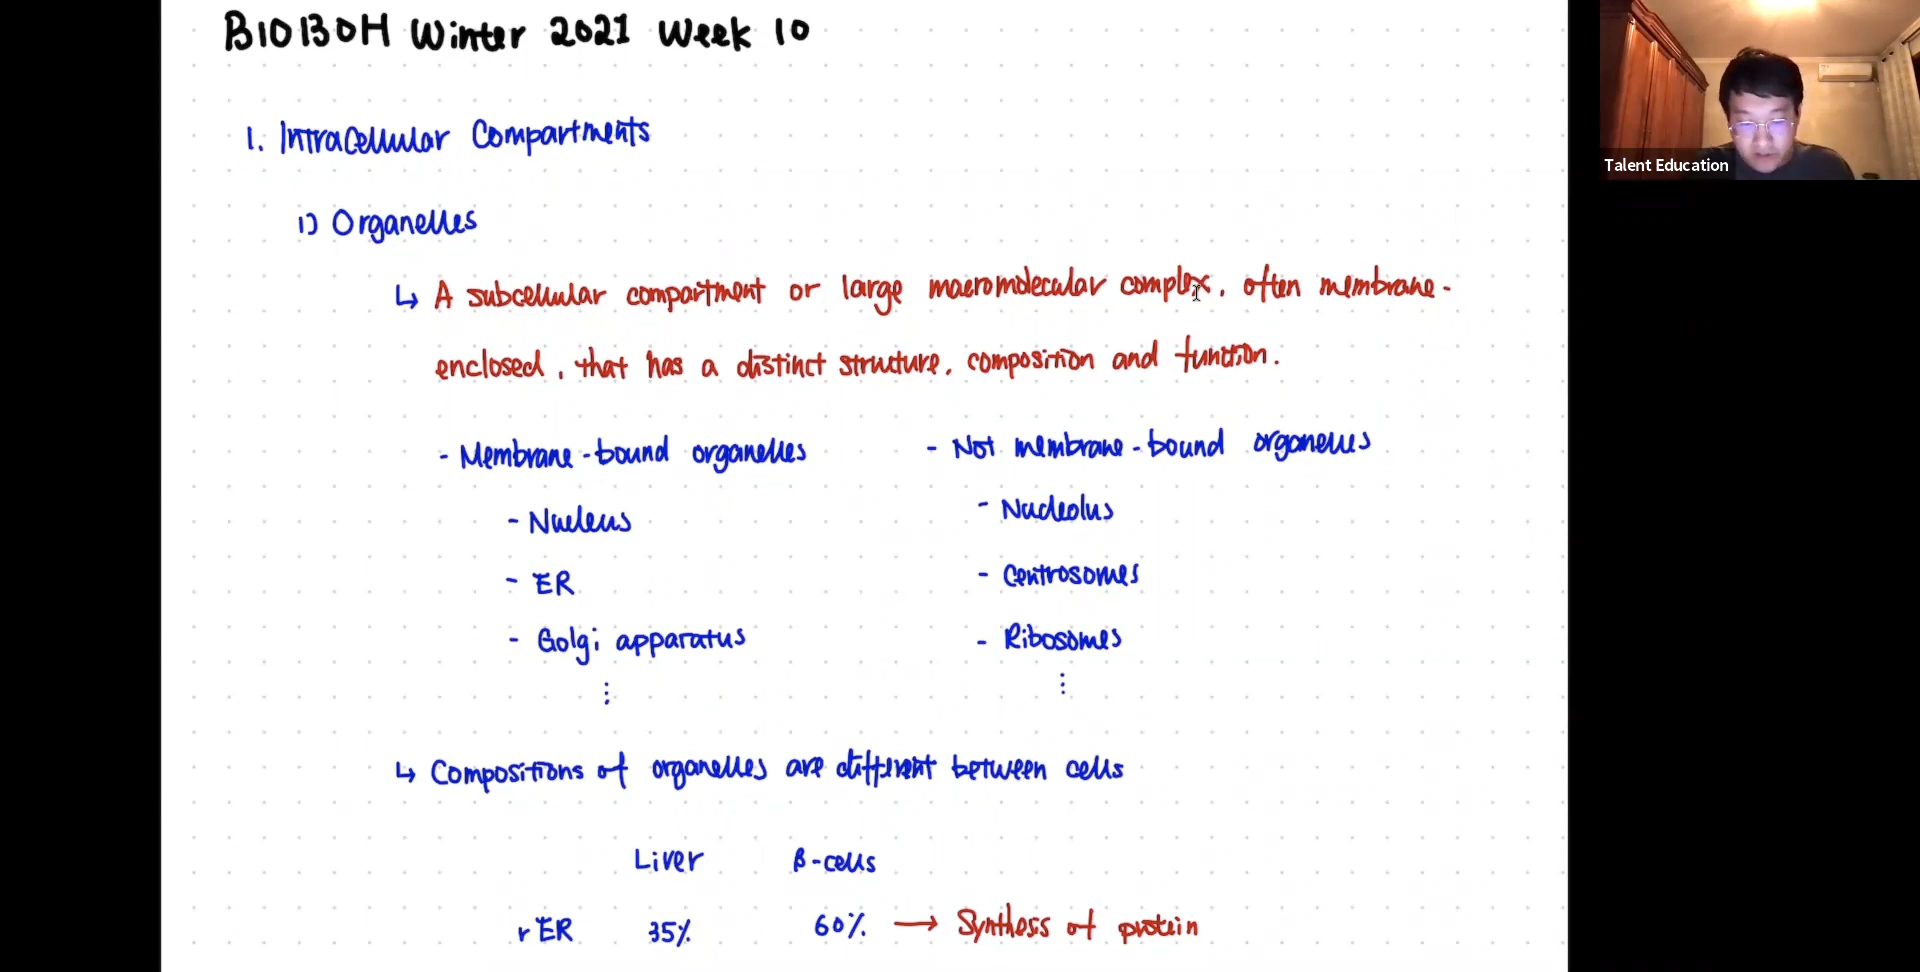 BIO130H Winter 2021 Week 10
1. Intracellular Compartments
1) Organelles
↳ A subcellular compartment or large macromolecular complex, often membrane-
enclosed, that has a distinct structure, composition and function.
- Membrane-bound organelles
- Nucleus
- ER
- Golgi apparatus
⋮
- Not membrane-bound organelles
- Nucleolus
- Centrosomes
- Ribosomes
⋮
↳ Compositions of organelles are different between cells
Liver β-cells
rER 35% 60% → Synthesis of protein
Talent Education